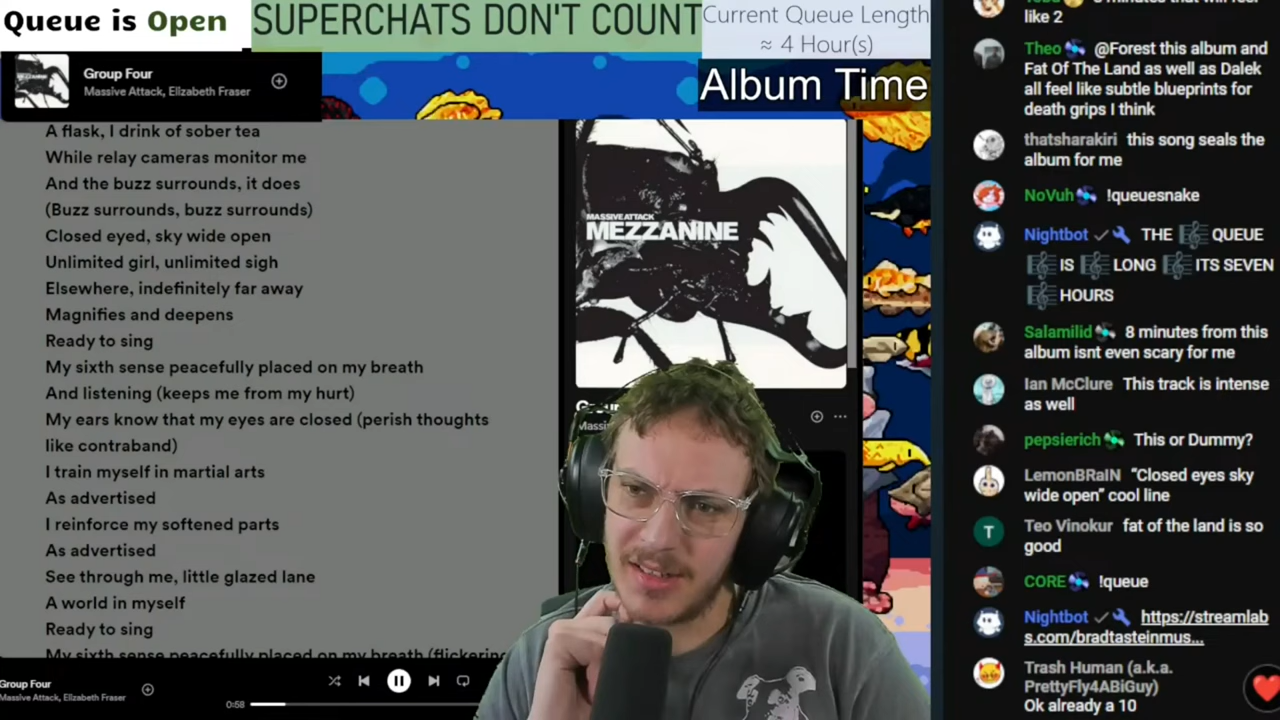 Queue is Open
SUPERCHATS DON'T COUNT
Current Queue Length
≈ 4 Hour(s)
Album Time
Group Four
Massive Attack, Elizabeth Fraser
A flask, I drink of sober tea
While relay cameras monitor me
And the buzz surrounds, it does
(Buzz surrounds, buzz surrounds)
Closed eyed, sky wide open
Unlimited girl, unlimited sigh
Elsewhere, indefinitely far away
Magnifies and deepens
Ready to sing
My sixth sense peacefully placed on my breath
And listening (keeps me from my hurt)
My ears know that my eyes are closed (perish thoughts
like contraband)
I train myself in martial arts
As advertised
I reinforce my softened parts
As advertised
See through me, little glazed lane
A world in myself
Ready to sing
My sixth sense peacefully placed on my breath (flickering
MASSIVE ATTACK
MEZZANINE
Group Four
Massive Attack, Elizabeth Fraser
0:58
like 2
Theo @Forest this album and
Fat Of The Land as well as Dalek
all feel like subtle blueprints for
death grips I think
thatsharakiri this song seals the
album for me
NoVuh !queuesnake
Nightbot THE 🎼 QUEUE
🎼 IS 🎼 LONG 🎼 ITS SEVEN
🎼 HOURS
Salamilid 8 minutes from this
album isnt even scary for me
Ian McClure This track is intense
as well
pepsierich This or Dummy?
LemonBRaIN “Closed eyes sky
wide open” cool line
T
Teo Vinokur fat of the land is so
good
CORE !queue
Nightbot https://streamlab
s.com/bradtasteinmus...
Trash Human (a.k.a.
PrettyFly4ABiGuy)
Ok already a 10